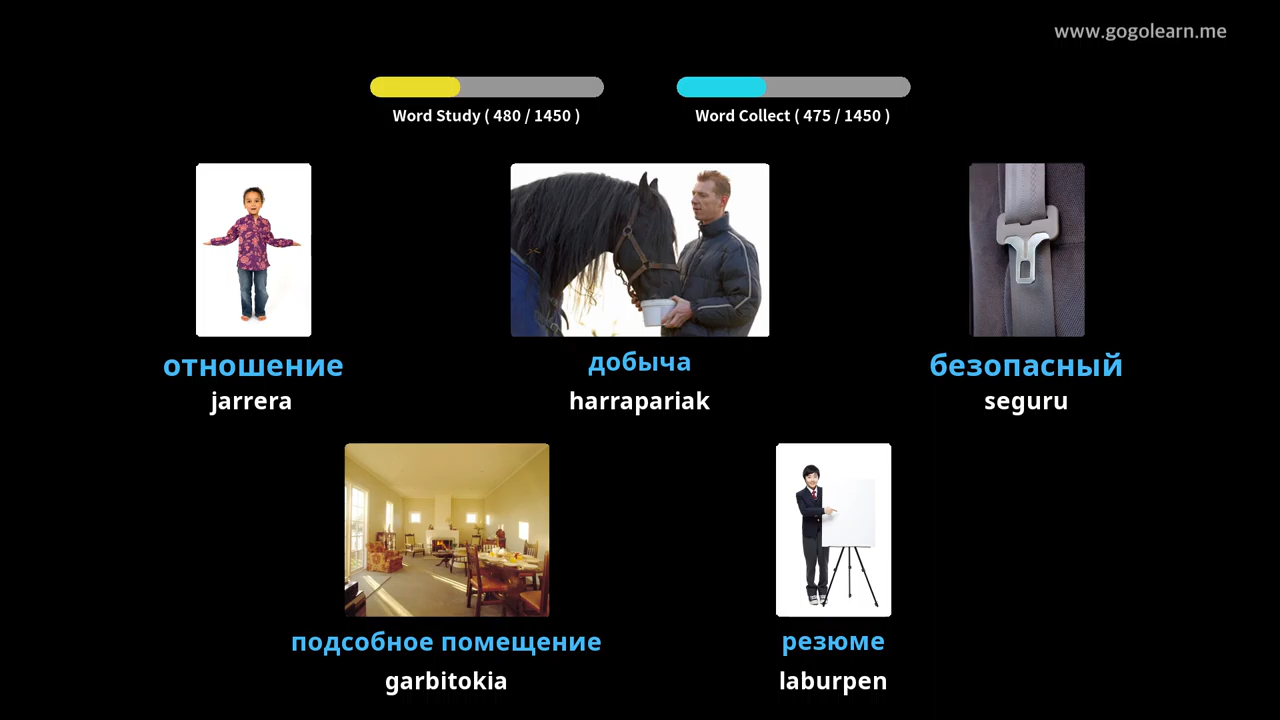 www.gogolearn.me
Word Study ( 480 / 1450 )
Word Collect ( 475 / 1450 )
отношение
jarrera
добыча
harrapariak
безопасный
seguru
подсобное помещение
garbitokia
резюме
laburpen